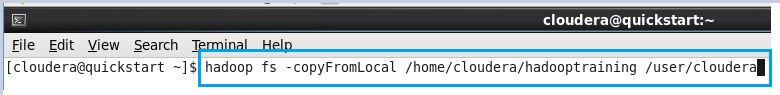 cloudera@quickstart:~
File Edit View Search Terminal Help
[cloudera@quickstart ~]$ hadoop fs -copyFromLocal /home/cloudera/hadooptraining /user/cloudera